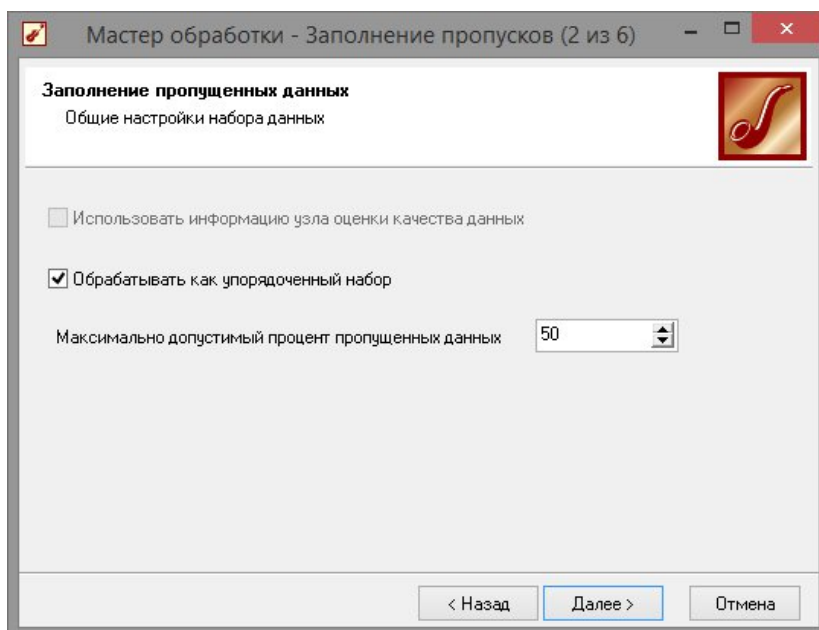 Мастер обработки - Заполнение пропусков (2 из 6)
Заполнение пропущенных данных
Общие настройки набора данных
Использовать информацию узла оценки качества данных
Обрабатывать как упорядоченный набор
Максимально допустимый процент пропущенных данных 50
< Назад Далее > Отмена